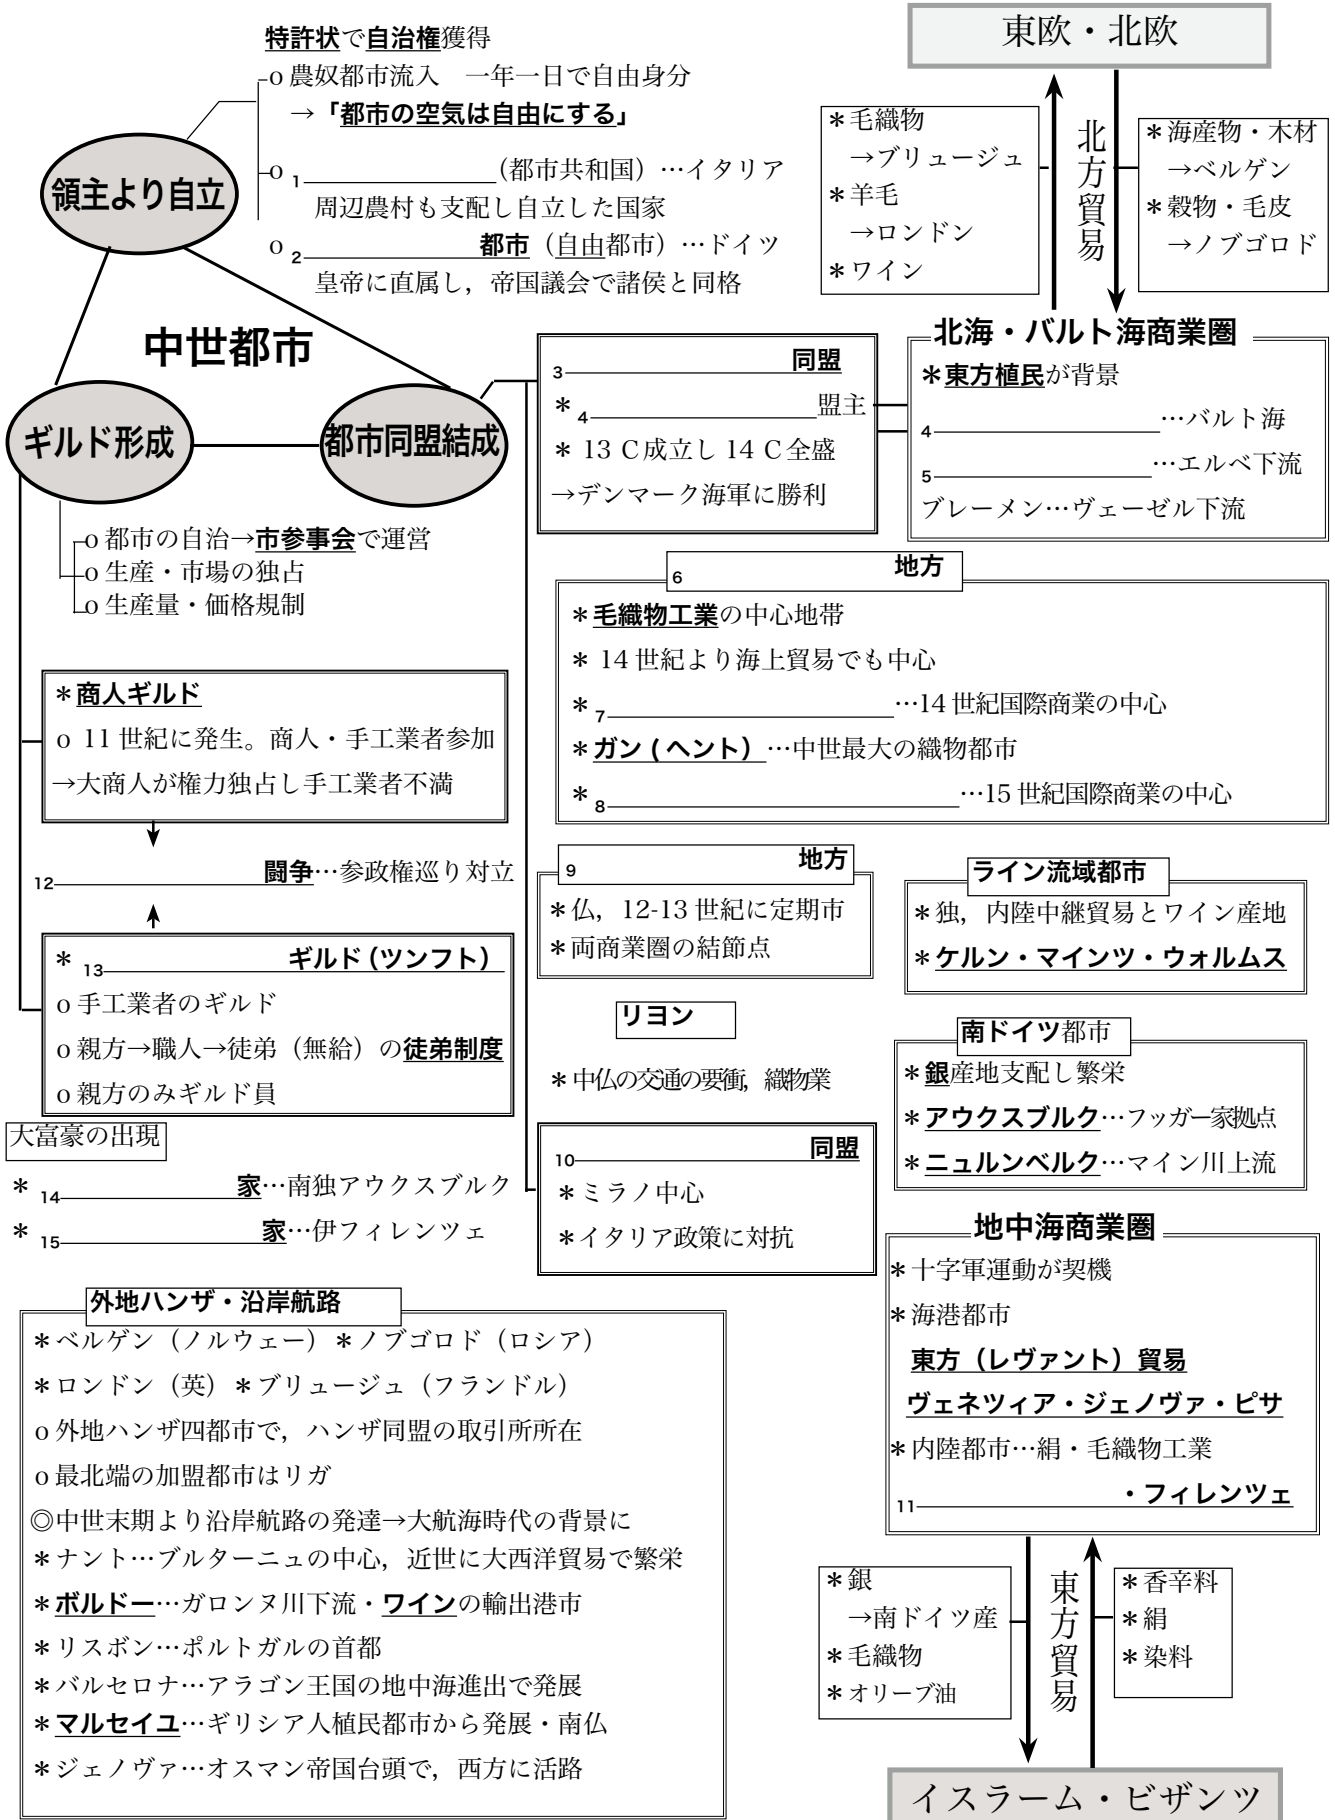 特許状で自治権獲得
o 農奴都市流入 一年一日で自由身分
→「都市の空気は自由にする」
o 1 (都市共和国)…イタリア
周辺農村も支配し自立した国家
o 2 都市（自由都市）…ドイツ
皇帝に直属し，帝国議会で諸侯と同格
領主より自立
中世都市
ギルド形成
都市同盟結成
o 都市の自治→市参事会で運営
o 生産・市場の独占
o 生産量・価格規制
＊商人ギルド
o 11 世紀に発生。商人・手工業者参加
→大商人が権力独占し手工業者不満
12 闘争…参政権巡り対立
＊ 13 ギルド（ツンフト）
o 手工業者のギルド
o 親方→職人→徒弟（無給）の徒弟制度
o 親方のみギルド員
大富豪の出現
＊ 14 家…南独アウクスブルク
＊ 15 家…伊フィレンツェ
東欧・北欧
＊毛織物
→ブリュージュ
＊羊毛
→ロンドン
＊ワイン
北方貿易
＊海産物・木材
→ベルゲン
＊穀物・毛皮
→ノブゴロド
3 同盟
＊ 4 盟主
＊ 13 C 成立し 14 C 全盛
→デンマーク海軍に勝利
北海・バルト海商業圏
＊東方植民が背景
4 …バルト海
5 …エルベ下流
ブレーメン…ヴェーゼル下流
6 地方
＊毛織物工業の中心地帯
＊ 14 世紀より海上貿易でも中心
＊ 7 …14 世紀国際商業の中心
＊ガン ( ヘント）…中世最大の織物都市
＊ 8 …15 世紀国際商業の中心
9 地方
＊仏，12-13 世紀に定期市
＊両商業圏の結節点
ライン流域都市
＊独，内陸中継貿易とワイン産地
＊ケルン・マインツ・ウォルムス
リヨン
＊中仏の交通の要衝，織物業
南ドイツ都市
＊銀産地支配し繁栄
＊アウクスブルク…フッガー家拠点
＊ニュルンベルク…マイン川上流
10 同盟
＊ミラノ中心
＊イタリア政策に対抗
地中海商業圏
＊十字軍運動が契機
＊海港都市
東方（レヴァント）貿易
ヴェネツィア・ジェノヴァ・ピサ
＊内陸都市…絹・毛織物工業
11 ・フィレンツェ
外地ハンザ・沿岸航路
＊ベルゲン（ノルウェー）＊ノブゴロド（ロシア）
＊ロンドン（英）＊ブリュージュ（フランドル）
o 外地ハンザ四都市で，ハンザ同盟の取引所所在
o 最北端の加盟都市はリガ
◎中世末期より沿岸航路の発達→大航海時代の背景に
＊ナント…ブルターニュの中心，近世に大西洋貿易で繁栄
＊ボルドー…ガロンヌ川下流・ワインの輸出港市
＊リスボン…ポルトガルの首都
＊バルセロナ…アラゴン王国の地中海進出で発展
＊マルセイユ…ギリシア人植民都市から発展・南仏
＊ジェノヴァ…オスマン帝国台頭で，西方に活路
＊銀
→南ドイツ産
＊毛織物
＊オリーブ油
東方貿易
＊香辛料
＊絹
＊染料
イスラーム・ビザンツ